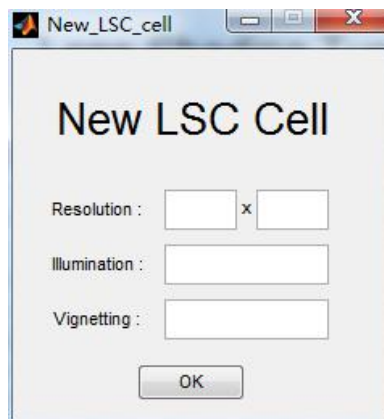 New_LSC_cell
New LSC Cell
Resolution : x
Illumination :
Vignetting :
OK